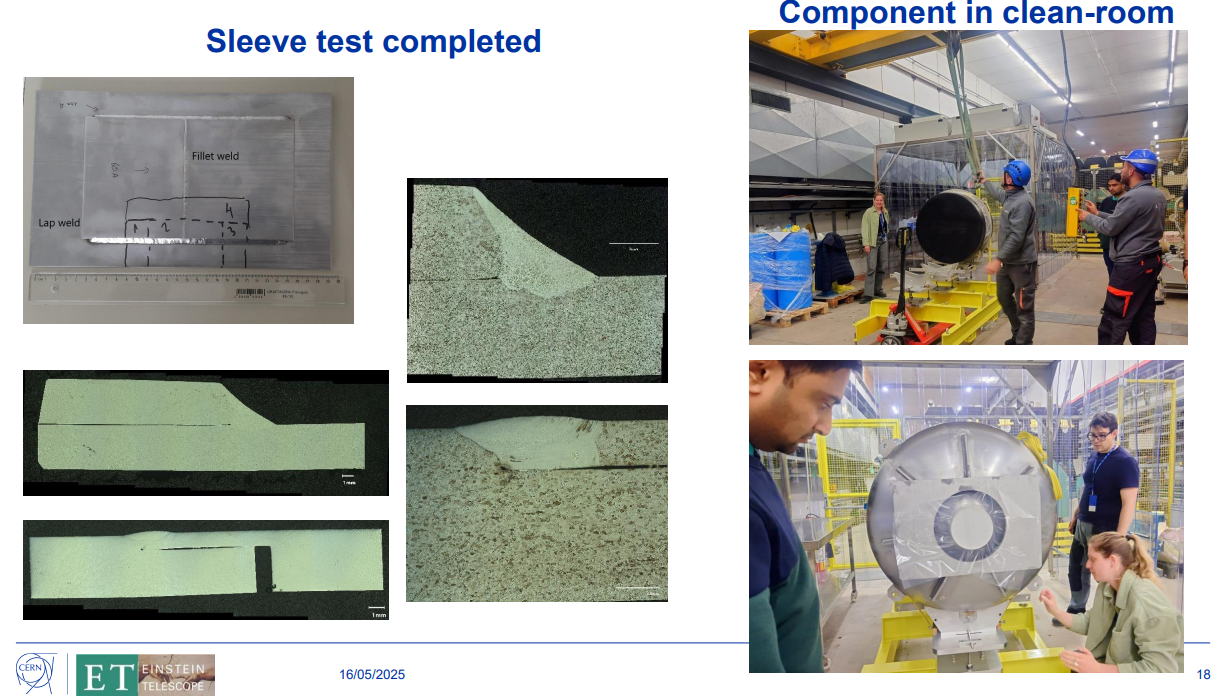 Sleeve test completed
Component in clean-room
Fillet weld
4
Lap weld
1
2
3
1 mm
1 mm
CERN
ET EINSTEIN
TELESCOPE
16/05/2025
18